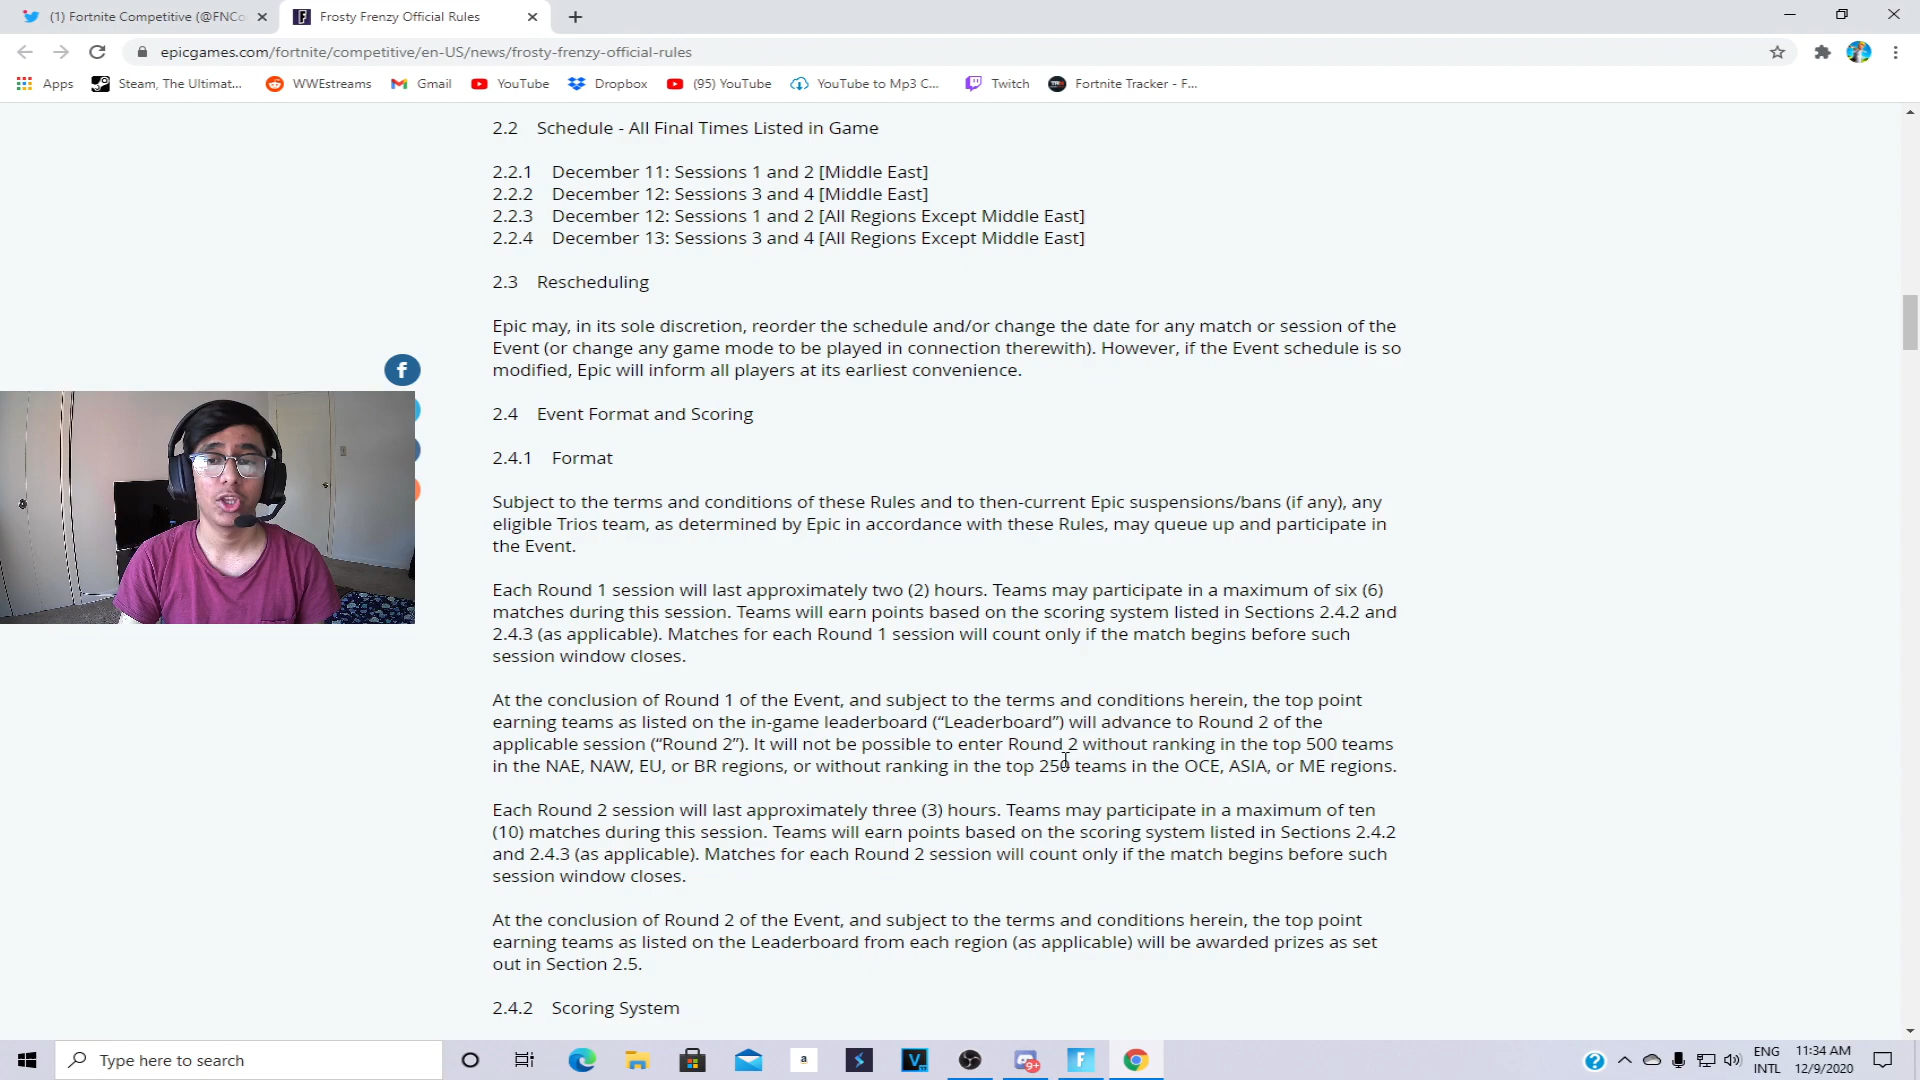 (1) Fortnite Competitive (@FNCo
Frosty Frenzy Official Rules
epicgames.com/fortnite/competitive/en-US/news/frosty-frenzy-official-rules
Apps
Steam, The Ultimat...
WWEstreams
Gmail
YouTube
Dropbox
(95) YouTube
YouTube to Mp3 C...
Twitch
Fortnite Tracker - F...
2.2 Schedule - All Final Times Listed in Game
2.2.1 December 11: Sessions 1 and 2 [Middle East]
2.2.2 December 12: Sessions 3 and 4 [Middle East]
2.2.3 December 12: Sessions 1 and 2 [All Regions Except Middle East]
2.2.4 December 13: Sessions 3 and 4 [All Regions Except Middle East]
2.3 Rescheduling
Epic may, in its sole discretion, reorder the schedule and/or change the date for any match or session of the
Event (or change any game mode to be played in connection therewith). However, if the Event schedule is so
modified, Epic will inform all players at its earliest convenience.
2.4 Event Format and Scoring
2.4.1 Format
Subject to the terms and conditions of these Rules and to then-current Epic suspensions/bans (if any), any
eligible Trios team, as determined by Epic in accordance with these Rules, may queue up and participate in
the Event.
Each Round 1 session will last approximately two (2) hours. Teams may participate in a maximum of six (6)
matches during this session. Teams will earn points based on the scoring system listed in Sections 2.4.2 and
2.4.3 (as applicable). Matches for each Round 1 session will count only if the match begins before such
session window closes.
At the conclusion of Round 1 of the Event, and subject to the terms and conditions herein, the top point
earning teams as listed on the in-game leaderboard (“Leaderboard”) will advance to Round 2 of the
applicable session (“Round 2”). It will not be possible to enter Round 2 without ranking in the top 500 teams
in the NAE, NAW, EU, or BR regions, or without ranking in the top 250 teams in the OCE, ASIA, or ME regions.
Each Round 2 session will last approximately three (3) hours. Teams may participate in a maximum of ten
(10) matches during this session. Teams will earn points based on the scoring system listed in Sections 2.4.2
and 2.4.3 (as applicable). Matches for each Round 2 session will count only if the match begins before such
session window closes.
At the conclusion of Round 2 of the Event, and subject to the terms and conditions herein, the top point
earning teams as listed on the Leaderboard from each region (as applicable) will be awarded prizes as set
out in Section 2.5.
2.4.2 Scoring System
Type here to search
ENG
INTL
11:34 AM
12/9/2020